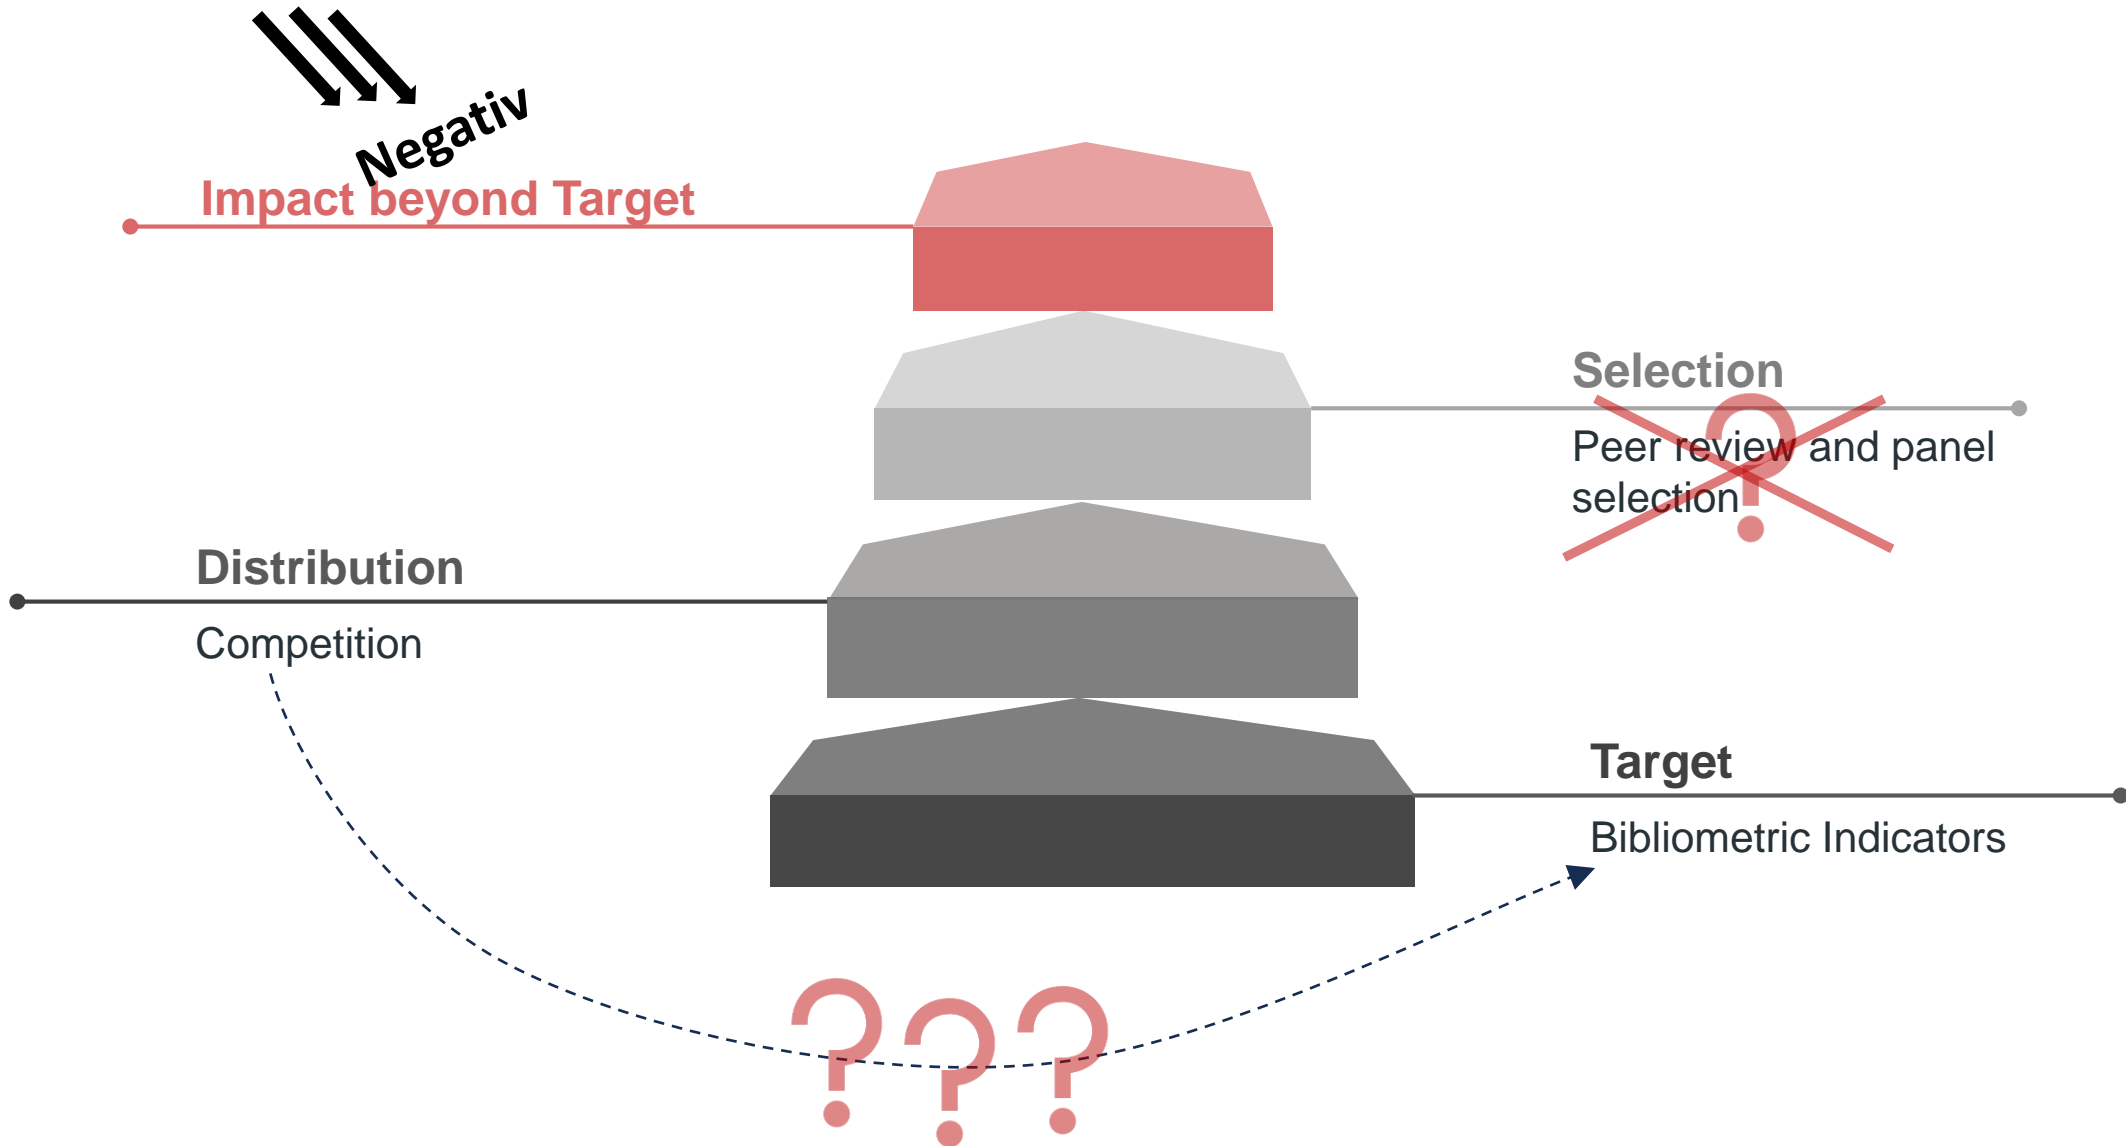 Negativ
Impact beyond Target
Selection
Peer review and panel
selection
?
Distribution
Competition
Target
Bibliometric Indicators
? ? ?